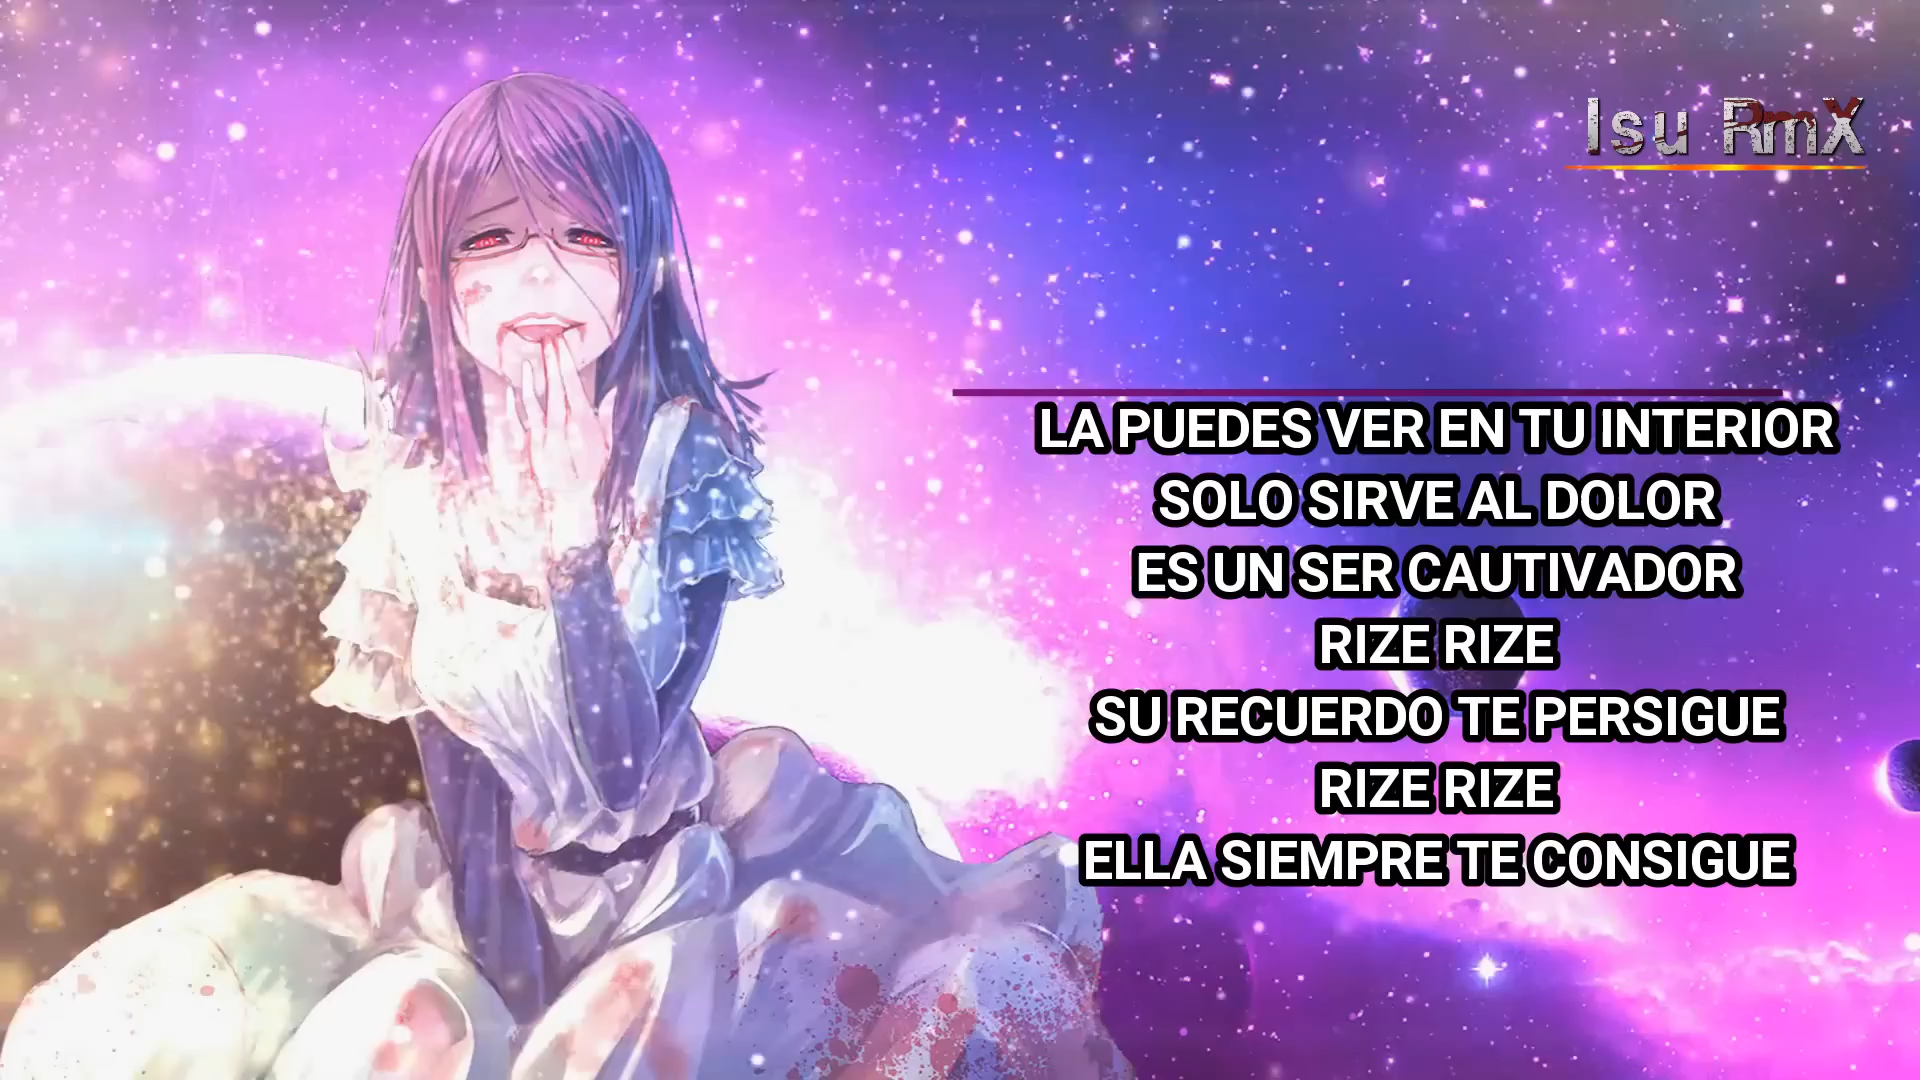 Isu RmX
LA PUEDES VER EN TU INTERIOR
SOLO SIRVE AL DOLOR
ES UN SER CAUTIVADOR
RIZE RIZE
SU RECUERDO TE PERSIGUE
RIZE RIZE
ELLA SIEMPRE TE CONSIGUE